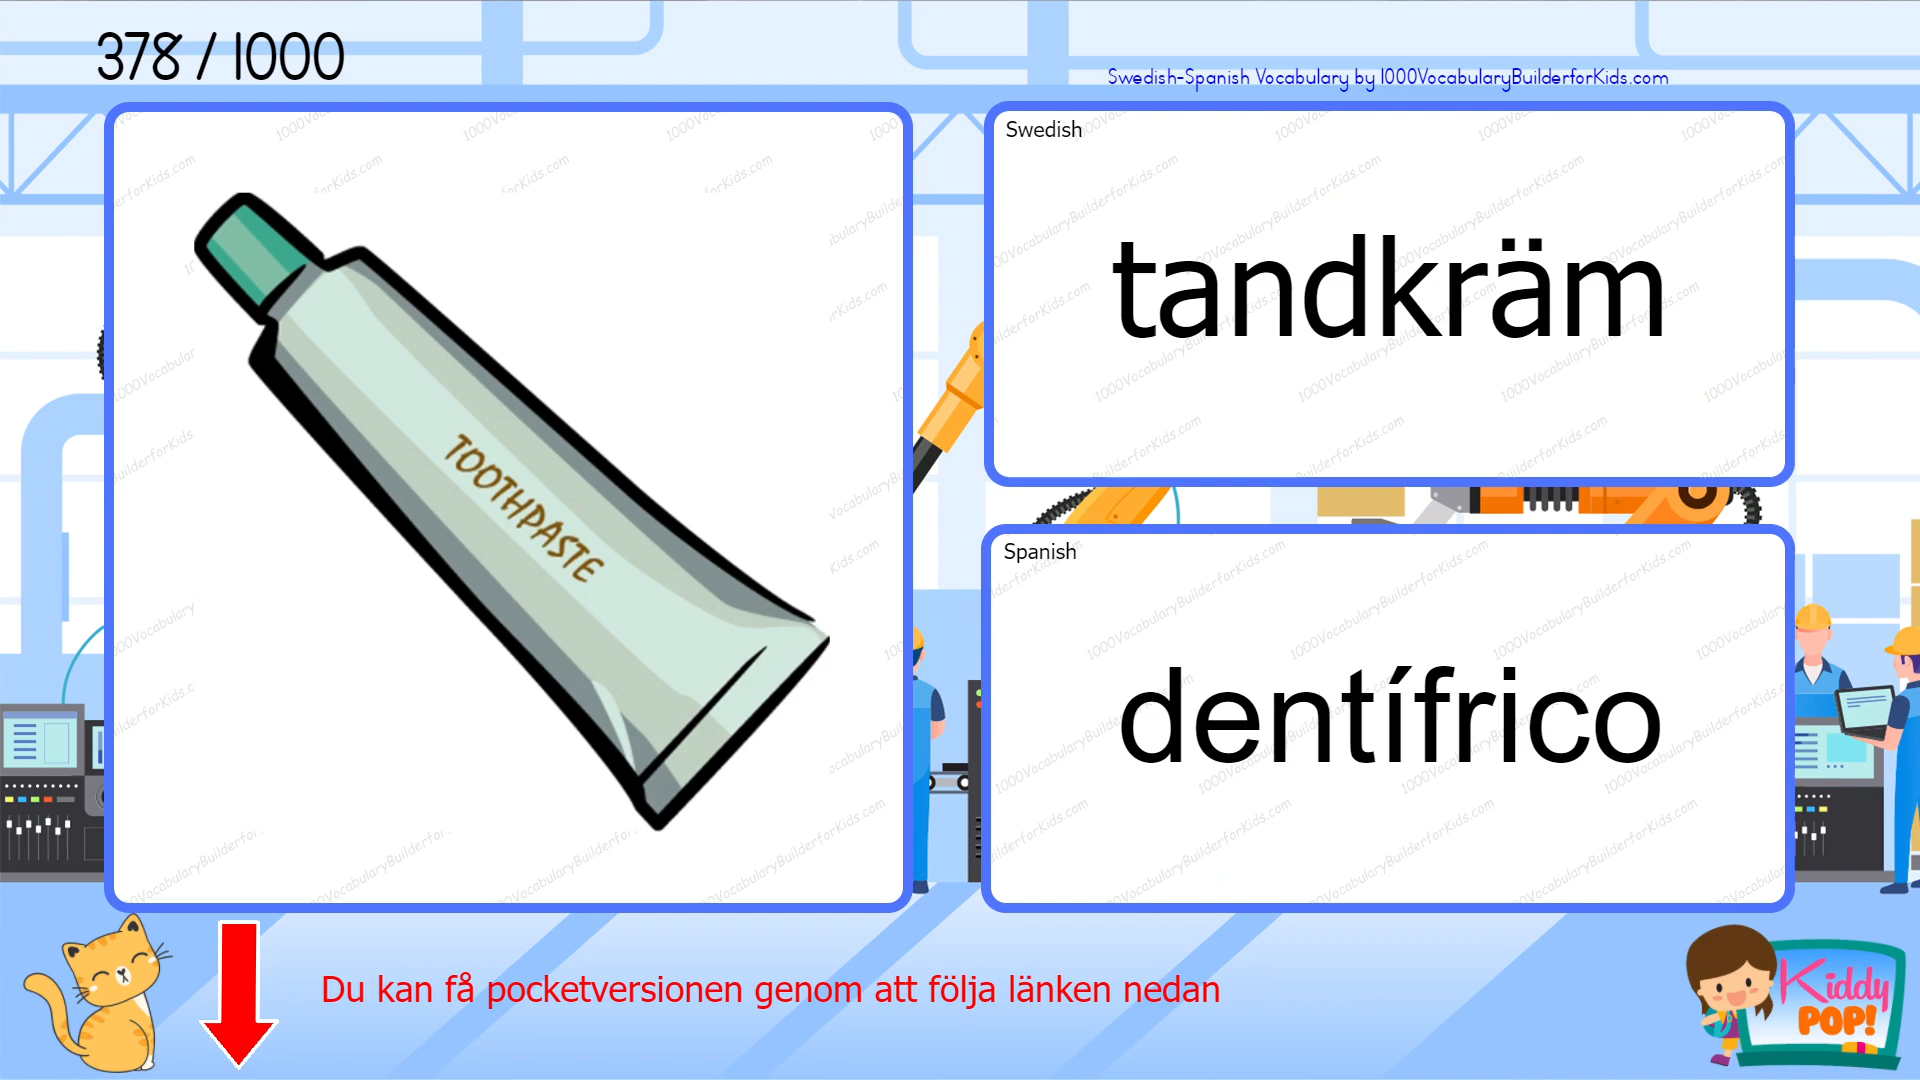 378 / 1000
Swedish-Spanish Vocabulary by 1000VocabularyBuilderforKids.com
Swedish
tandkräm
TOOTHPASTE
Spanish
dentífrico
Du kan få pocketversionen genom att följa länken nedan
Kiddy
POP!